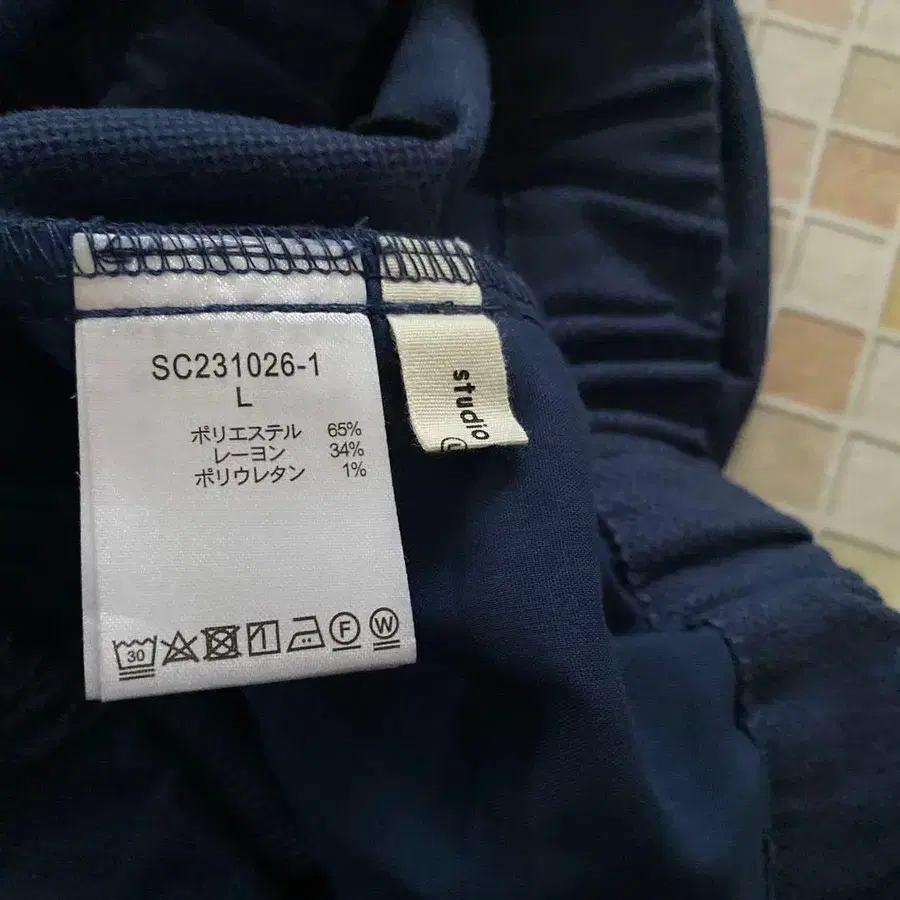 SC231026-1
L
ポリエステル 65%
レーヨン 34%
ポリウレタン 1%
30
F
W
studio